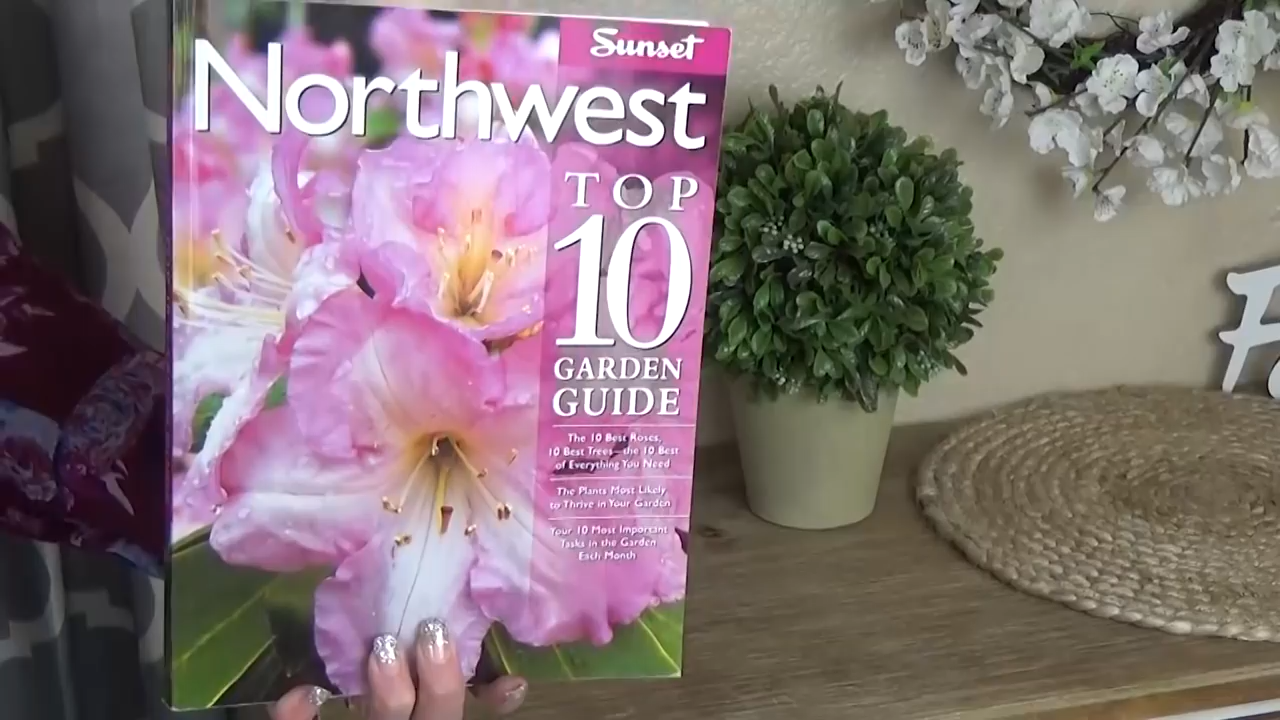 Sunset
Northwest
TOP
10
GARDEN
GUIDE
The 10 Best Roses,
10 Best Trees—the 10 Best
of Everything You Need
The Plants Most Likely
to Thrive in Your Garden
Your 10 Most Important
Tasks in the Garden
Each Month